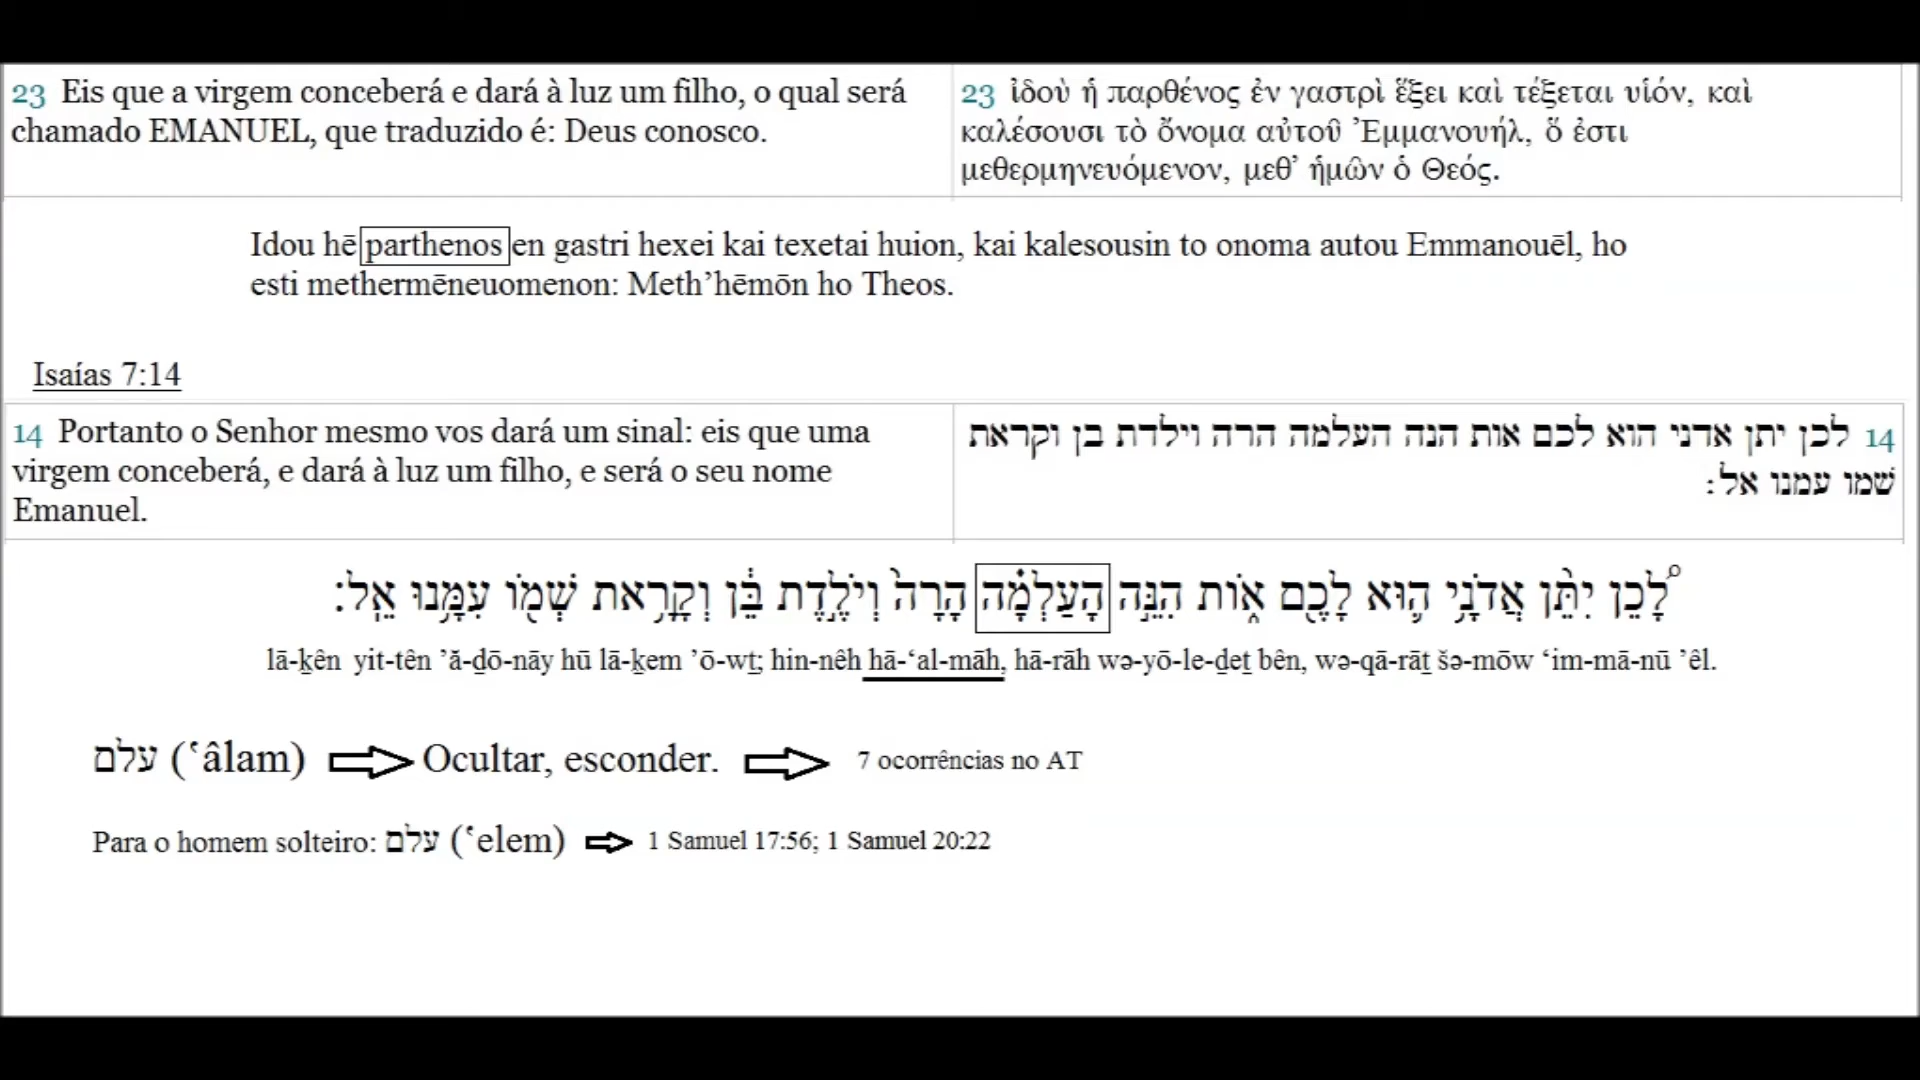 23 Eis que a virgem conceberá e dará à luz um filho, o qual será
chamado EMANUEL, que traduzido é: Deus conosco.
23 ἰδοὺ ἡ παρθένος ἐν γαστρὶ ἕξει καὶ τέξεται υἱόν, καὶ
καλέσουσι τὸ ὄνομα αὐτοῦ Ἐμμανουήλ, ὅ ἐστι
μεθερμηνευόμενον, μεθ’ ἡμῶν ὁ Θεός.
Idou hē parthenos en gastri hexei kai texetai huion, kai kalesousin to onoma autou Emmanouēl, ho
esti methermēneuomenon: Meth’hēmōn ho Theos.
Isaías 7:14
14 Portanto o Senhor mesmo vos dará um sinal: eis que uma
virgem conceberá, e dará à luz um filho, e será o seu nome
Emanuel.
14 לכן יתן אדני הוא לכם אות הנה העלמה הרה וילדת בן וקראת
שמו עמנו אל׃
לָ֠כֵן יִתֵּ֨ן אֲדֹנָ֥י ה֛וּא לָכֶ֖ם א֑וֹת הִנֵּ֣ה הָעַלְמָ֗ה הָרָה֙ וְיֹלֶ֣דֶת בֵּ֔ן וְקָרָ֥את שְׁמ֖וֹ עִמָּ֥נוּ אֵֽל׃
lā-ḵên yit-tên ’ă-ḏō-nāy hū lā-ḵem ’ō-wṯ; hin-nêh hā-‘al-māh, hā-rāh wə-yō-le-ḏeṯ bên, wə-qā-rāṯ šə-mōw ‘im-mā-nū ’êl.
עלם (‘âlam) ⇨ Ocultar, esconder. ⇨ 7 ocorrências no AT
Para o homem solteiro: עלם (‘elem) ⇨ 1 Samuel 17:56; 1 Samuel 20:22